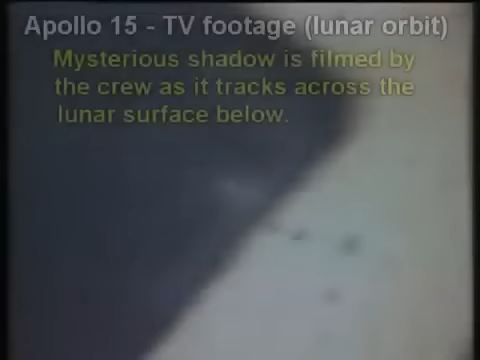 Apollo 15 - TV footage (lunar orbit)
Mysterious shadow is filmed by
the crew as it tracks across the
lunar surface below.